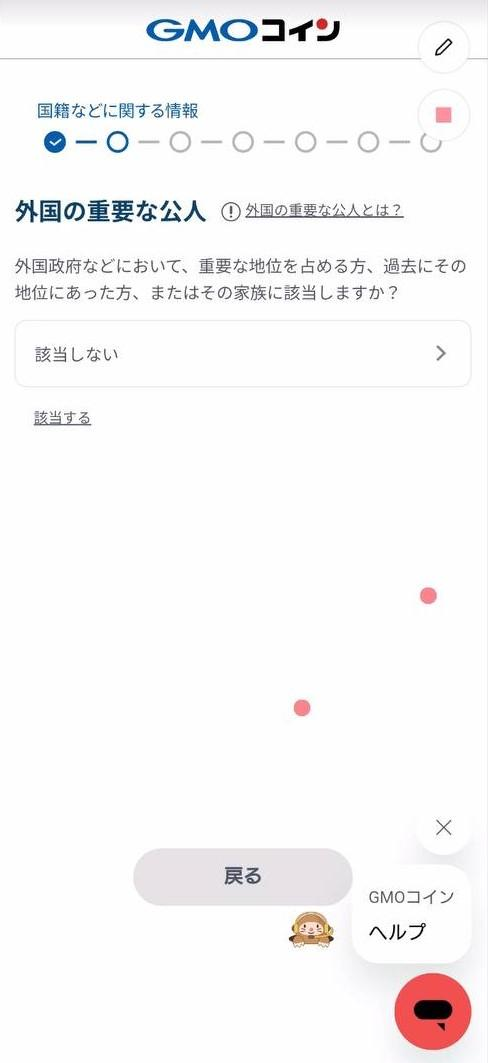 GMOコイン
国籍などに関する情報
外国の重要な公人
外国の重要な公人とは？
外国政府などにおいて、重要な地位を占める方、過去にその
地位にあった方、またはその家族に該当しますか？
該当しない
該当する
戻る
GMOコイン
ヘルプ